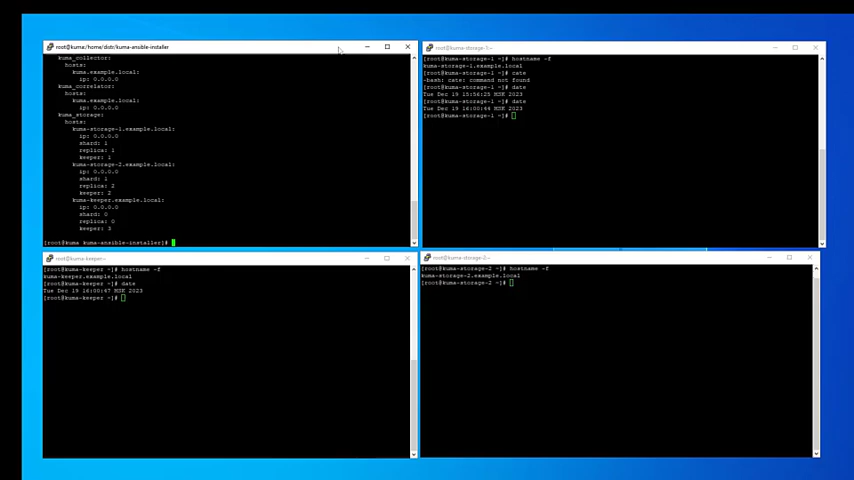 root@kuma:/home/distr/kuma-ansible-installer
kuma_collector:
hosts:
kuma.example.local:
ip: 0.0.0.0
kuma_correlator:
hosts:
kuma.example.local:
ip: 0.0.0.0
kuma_storage:
hosts:
kuma-storage-1.example.local:
ip: 0.0.0.0
shard: 1
replica: 1
keeper: 1
kuma-storage-2.example.local:
ip: 0.0.0.0
shard: 1
replica: 2
keeper: 2
kuma-keeper.example.local:
ip: 0.0.0.0
shard: 0
replica: 0
keeper: 3
[root@kuma kuma-ansible-installer]#
root@kuma-storage-1:~
[root@kuma-storage-1 ~]# hostname -f
kuma-storage-1.example.local
[root@kuma-storage-1 ~]# cate
-bash: cate: command not found
[root@kuma-storage-1 ~]# date
Tue Dec 19 15:56:25 MSK 2023
[root@kuma-storage-1 ~]# date
Tue Dec 19 16:00:44 MSK 2023
[root@kuma-storage-1 ~]#
root@kuma-keeper:~
[root@kuma-keeper ~]# hostname -f
kuma-keeper.example.local
[root@kuma-keeper ~]# date
Tue Dec 19 16:00:47 MSK 2023
[root@kuma-keeper ~]#
root@kuma-storage-2:~
[root@kuma-storage-2 ~]# hostname -f
kuma-storage-2.example.local
[root@kuma-storage-2 ~]#